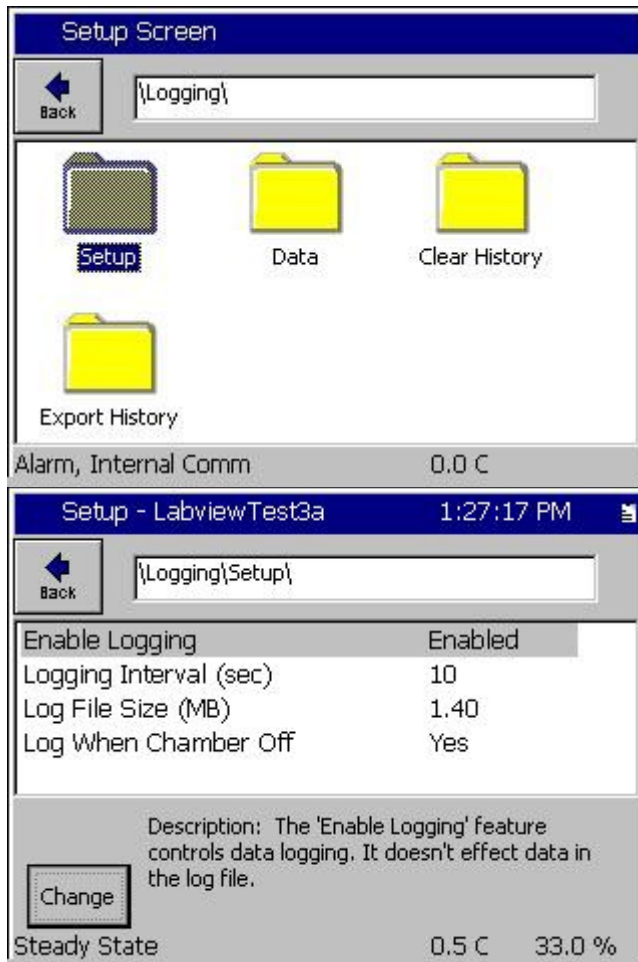 Setup Screen
Back
\Logging\
Setup Data Clear History
Export History
Alarm, Internal Comm 0.0 C
Setup - LabviewTest3a 1:27:17 PM
Back
\Logging\Setup\
Enable Logging Enabled
Logging Interval (sec) 10
Log File Size (MB) 1.40
Log When Chamber Off Yes
Description: The 'Enable Logging' feature
controls data logging. It doesn't effect data in
the log file.
Change
Steady State 0.5 C 33.0 %